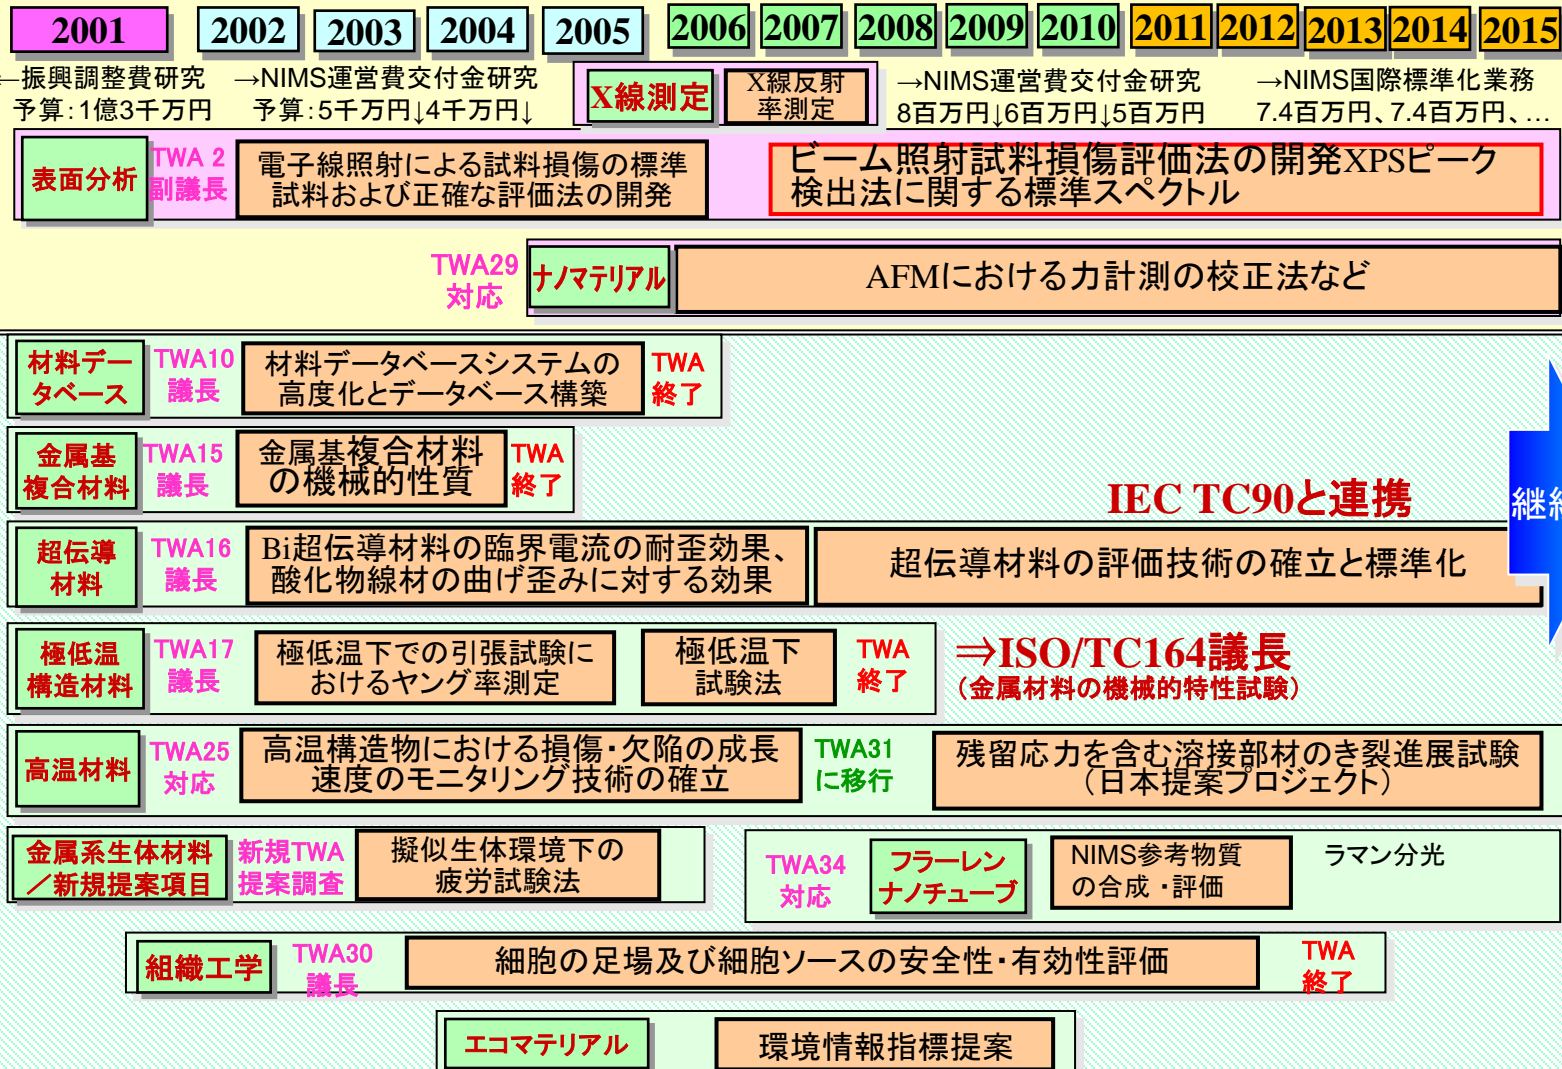 2001 2002 2003 2004 2005 2006 2007 2008 2009 2010 2011 2012 2013 2014 2015
←振興調整費研究
予算：1億3千万円
→NIMS運営費交付金研究
予算：5千万円↓4千万円↓
X線測定
X線反射
率測定
→NIMS運営費交付金研究
8百万円↓6百万円↓5百万円
→NIMS国際標準化業務
7.4百万円、7.4百万円、…
表面分析
TWA 2
副議長
電子線照射による試料損傷の標準
試料および正確な評価法の開発
ビーム照射試料損傷評価法の開発XPSピーク
検出法に関する標準スペクトル
TWA29
対応
ナノマテリアル
AFMにおける力計測の校正法など
材料デー
タベース
TWA10
議長
材料データベースシステムの
高度化とデータベース構築
TWA
終了
金属基
複合材料
TWA15
議長
金属基複合材料
の機械的性質
TWA
終了
IEC TC90と連携
継続
超伝導
材料
TWA16
議長
Bi超伝導材料の臨界電流の耐歪効果、
酸化物線材の曲げ歪みに対する効果
超伝導材料の評価技術の確立と標準化
極低温
構造材料
TWA17
議長
極低温下での引張試験に
おけるヤング率測定
極低温下
試験法
TWA
終了
⇒ISO/TC164議長
（金属材料の機械的特性試験）
高温材料
TWA25
対応
高温構造物における損傷・欠陥の成長
速度のモニタリング技術の確立
TWA31
に移行
残留応力を含む溶接部材のき裂進展試験
（日本提案プロジェクト）
金属系生体材料
／新規提案項目
新規TWA
提案調査
擬似生体環境下の
疲労試験法
TWA34
対応
フラーレン
ナノチューブ
NIMS参考物質
の合成・評価
ラマン分光
組織工学
TWA30
議長
細胞の足場及び細胞ソースの安全性・有効性評価
TWA
終了
エコマテリアル
環境情報指標提案